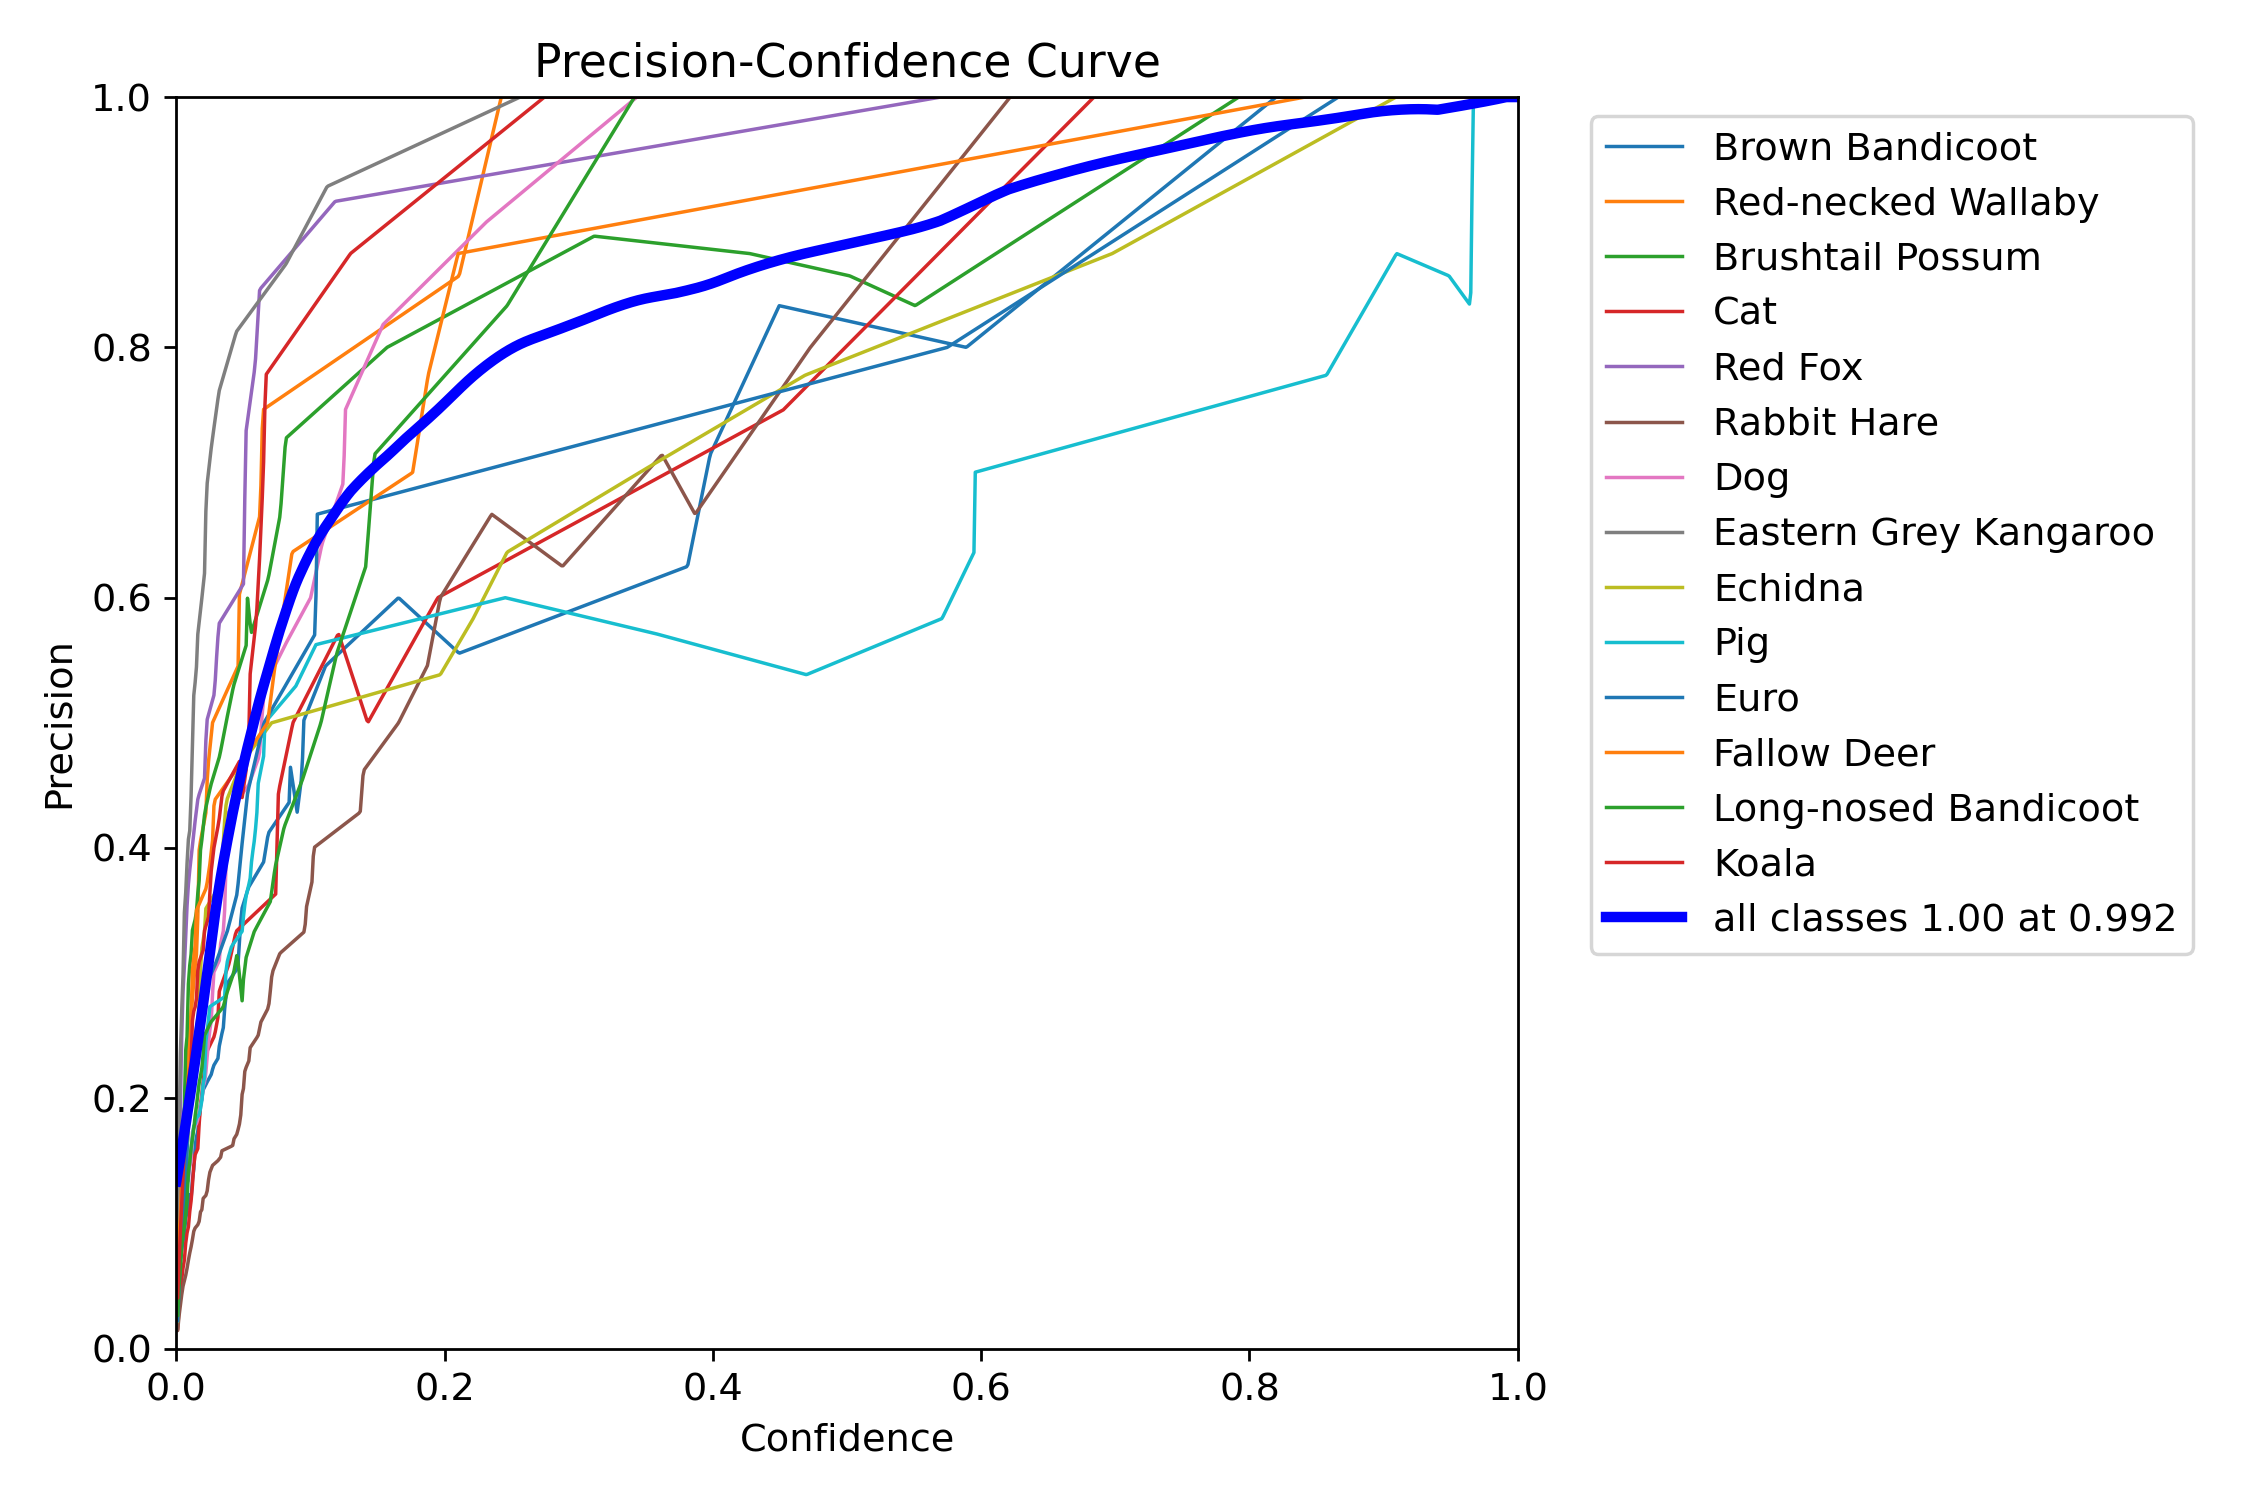 Precision-Confidence Curve
1.0
0.8
0.6
0.4
0.2
0.0
Precision
0.0 0.2 0.4 0.6 0.8 1.0
Confidence
Brown Bandicoot
Red-necked Wallaby
Brushtail Possum
Cat
Red Fox
Rabbit Hare
Dog
Eastern Grey Kangaroo
Echidna
Pig
Euro
Fallow Deer
Long-nosed Bandicoot
Koala
all classes 1.00 at 0.992